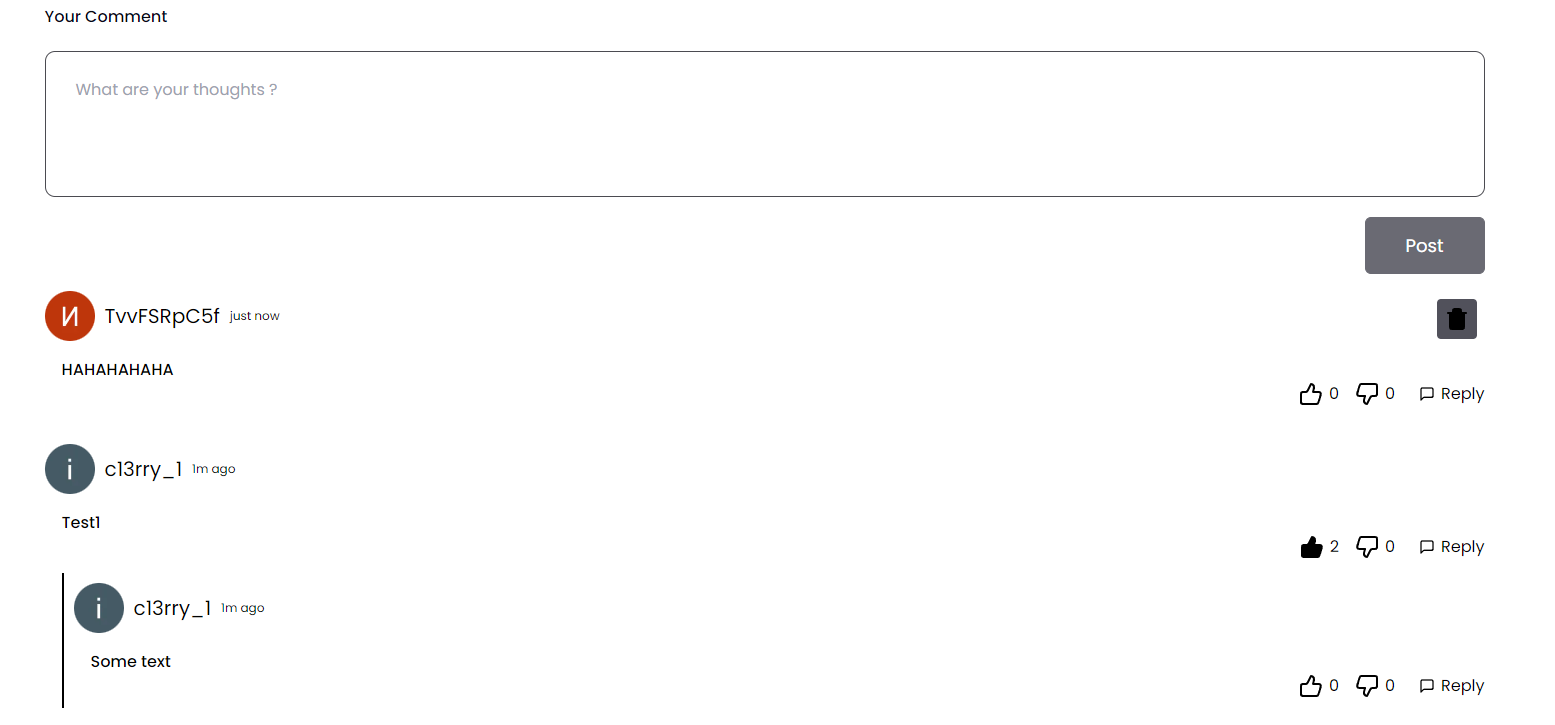 Your Comment
What are your thoughts ?
Post
И TvvFSRpC5f just now
HAHAHAHAHA
0 0 Reply
i c13rry_1 1m ago
Test1
2 0 Reply
i c13rry_1 1m ago
Some text
0 0 Reply